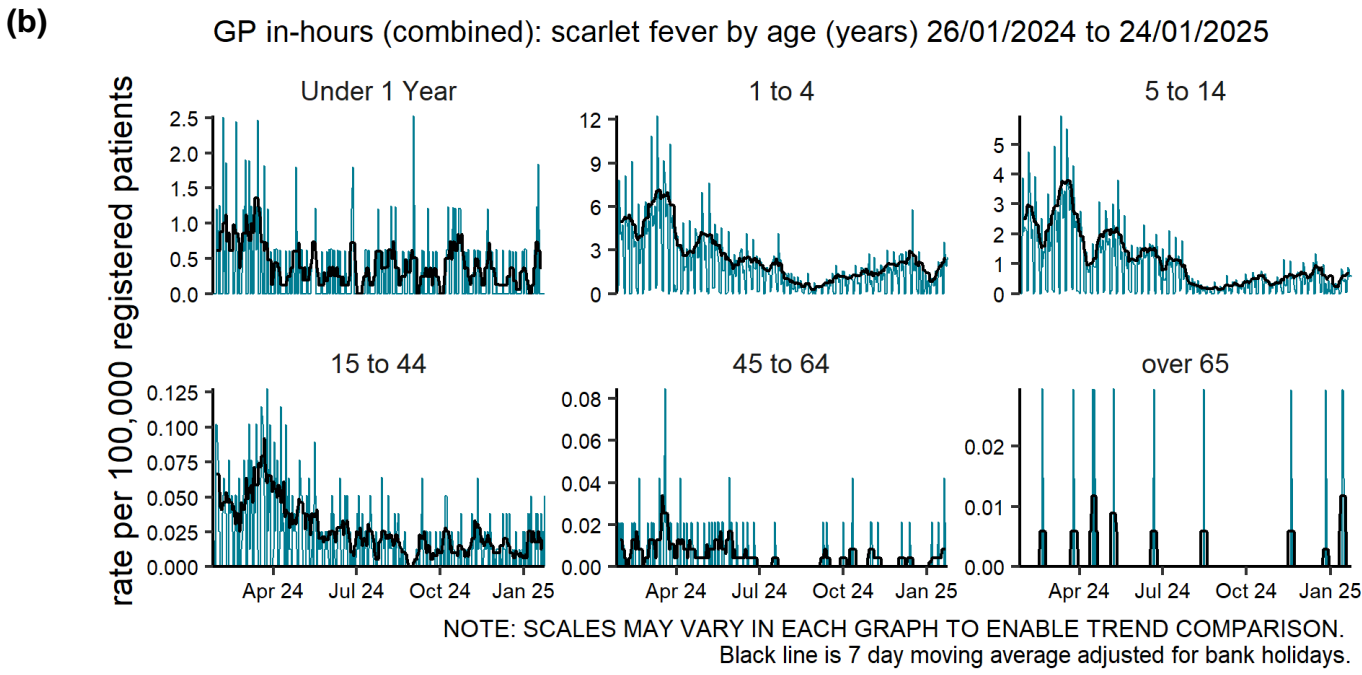 (b)
GP in-hours (combined): scarlet fever by age (years) 26/01/2024 to 24/01/2025
rate per 100,000 registered patients
Under 1 Year
2.5
2.0
1.5
1.0
0.5
0.0
1 to 4
12
9
6
3
0
5 to 14
5
4
3
2
1
0
15 to 44
0.125
0.100
0.075
0.050
0.025
0.000
Apr 24 Jul 24 Oct 24 Jan 25
45 to 64
0.08
0.06
0.04
0.02
0.00
Apr 24 Jul 24 Oct 24 Jan 25
over 65
0.02
0.01
0.00
Apr 24 Jul 24 Oct 24 Jan 25
NOTE: SCALES MAY VARY IN EACH GRAPH TO ENABLE TREND COMPARISON.
Black line is 7 day moving average adjusted for bank holidays.